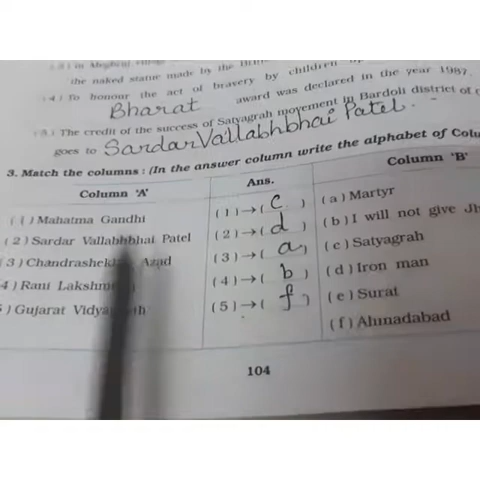 the naked statue made by the
(4) To honour the act of bravery by children
Bharat award was declared in the year 1987.
(5) The credit of the success of Satyagrah movement in Bardoli district of
goes to Sardar Vallabhbhai Patel.
3. Match the columns : (In the answer column write the alphabet of
Column 'A' Ans. Column 'B'
(1) Mahatma Gandhi (1)→( c ) (a) Martyr
(2) Sardar Vallabhbhai Patel (2)→( d ) (b) I will not give
(3) Chandrashekhar Azad (3)→( a ) (c) Satyagrah
4) Rani (4)→( b ) (d) Iron man
) Gujarat (5)→( f ) (e) Surat
(f) Ahmadabad
104